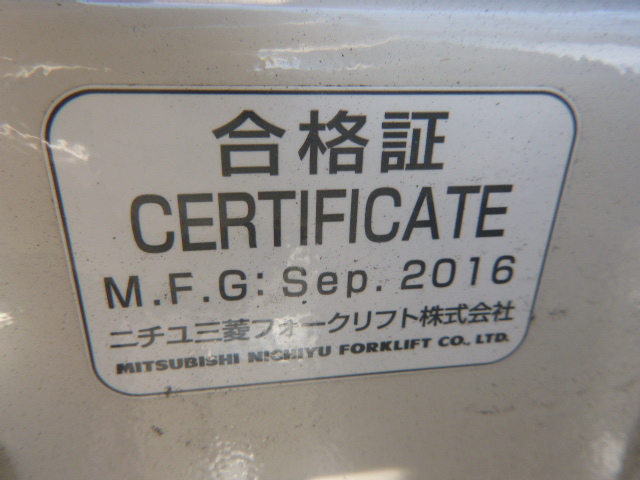 合格証
CERTIFICATE
M.F.G: Sep. 2016
ニチユ三菱フォークリフト株式会社
MITSUBISHI NICHIYU FORKLIFT CO., LTD.